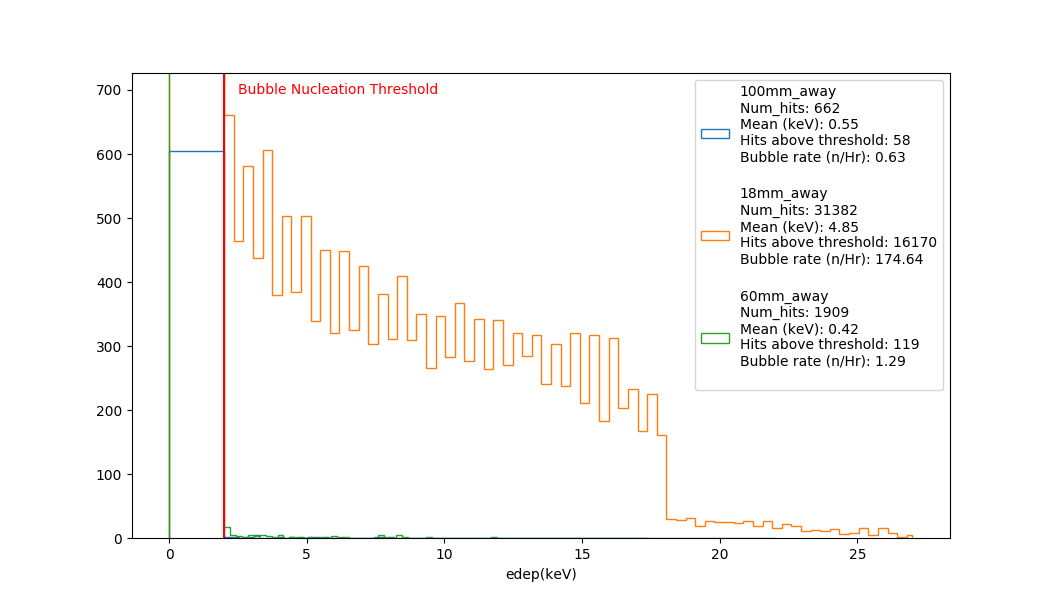 Bubble Nucleation Threshold
100mm_away
Num_hits: 662
Mean (keV): 0.55
Hits above threshold: 58
Bubble rate (n/Hr): 0.63
18mm_away
Num_hits: 31382
Mean (keV): 4.85
Hits above threshold: 16170
Bubble rate (n/Hr): 174.64
60mm_away
Num_hits: 1909
Mean (keV): 0.42
Hits above threshold: 119
Bubble rate (n/Hr): 1.29
700
600
500
400
300
200
100
0
0 5 10 15 20 25
edep(keV)